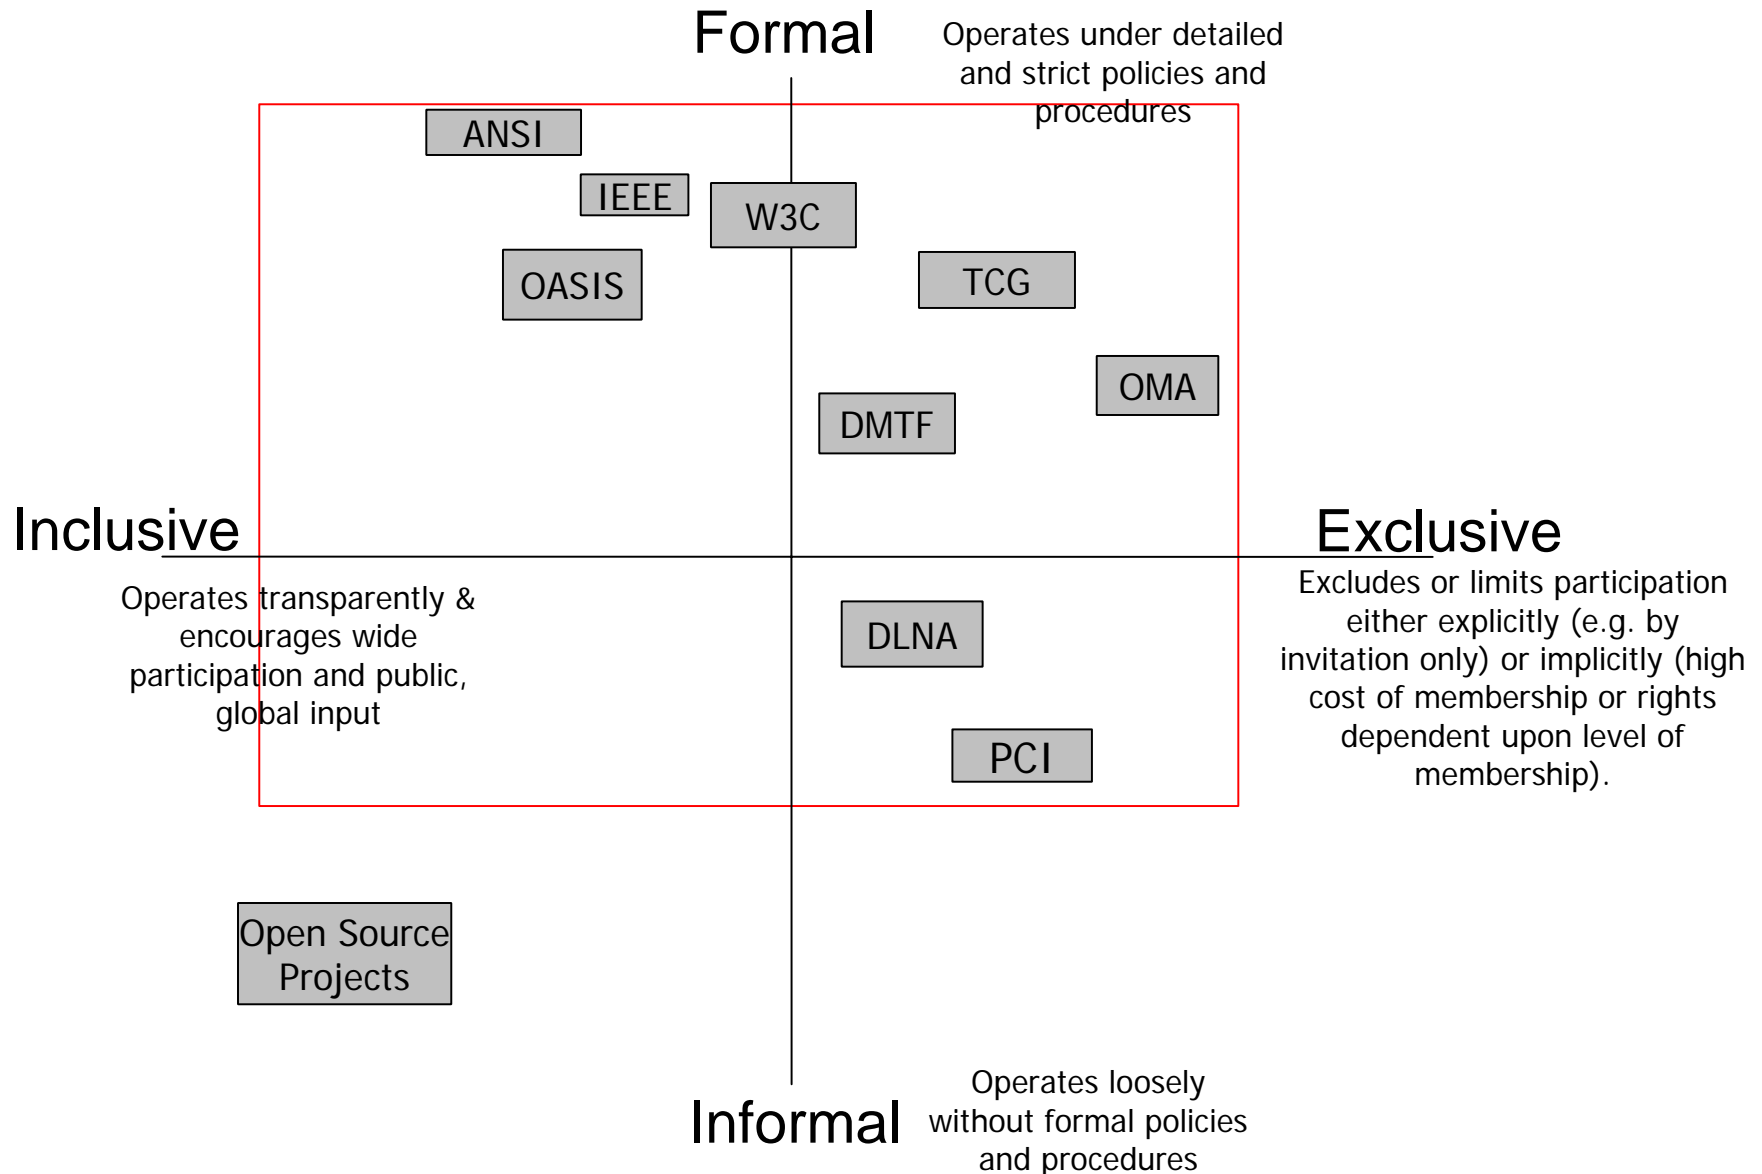 Formal
Operates under detailed
and strict policies and
procedures
ANSI
IEEE
W3C
OASIS
TCG
OMA
DMTF
Inclusive
Exclusive
Operates transparently &
encourages wide
participation and public,
global input
Excludes or limits participation
either explicitly (e.g. by
invitation only) or implicitly (high
cost of membership or rights
dependent upon level of
membership).
DLNA
PCI
Open Source
Projects
Informal
Operates loosely
without formal policies
and procedures